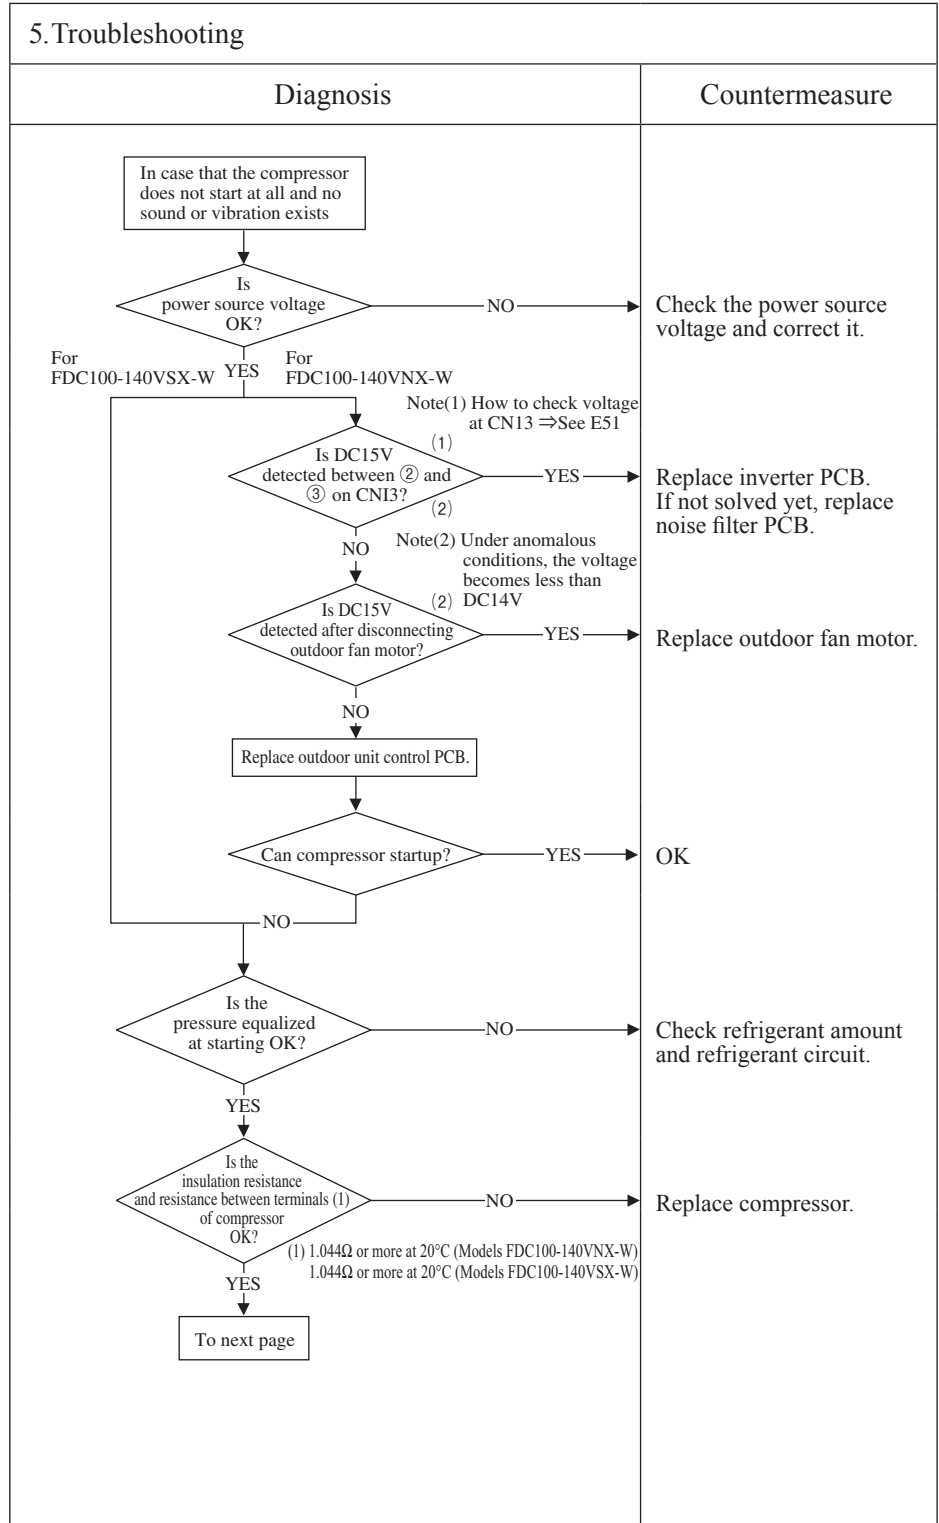 5.Troubleshooting
Diagnosis
Countermeasure
In case that the compressor
does not start at all and no
sound or vibration exists
Is
power source voltage
OK?
NO
Check the power source
voltage and correct it.
YES
For
FDC100-140VSX-W
For
FDC100-140VNX-W
Note(1) How to check voltage
at CN13 ⇒See E51
(1)
Is DC15V
detected between ② and
③ on CNI3?
(2)
YES
Replace inverter PCB.
If not solved yet, replace
noise filter PCB.
NO
Note(2) Under anomalous
conditions, the voltage
becomes less than
DC14V
(2)
Is DC15V
detected after disconnecting
outdoor fan motor?
YES
Replace outdoor fan motor.
NO
Replace outdoor unit control PCB.
Can compressor startup?
YES
OK
NO
Is the
pressure equalized
at starting OK?
NO
Check refrigerant amount
and refrigerant circuit.
YES
Is the
insulation resistance
and resistance between terminals (1)
of compressor
OK?
NO
Replace compressor.
(1) 1.044Ω or more at 20°C (Models FDC100-140VNX-W)
1.044Ω or more at 20°C (Models FDC100-140VSX-W)
YES
To next page